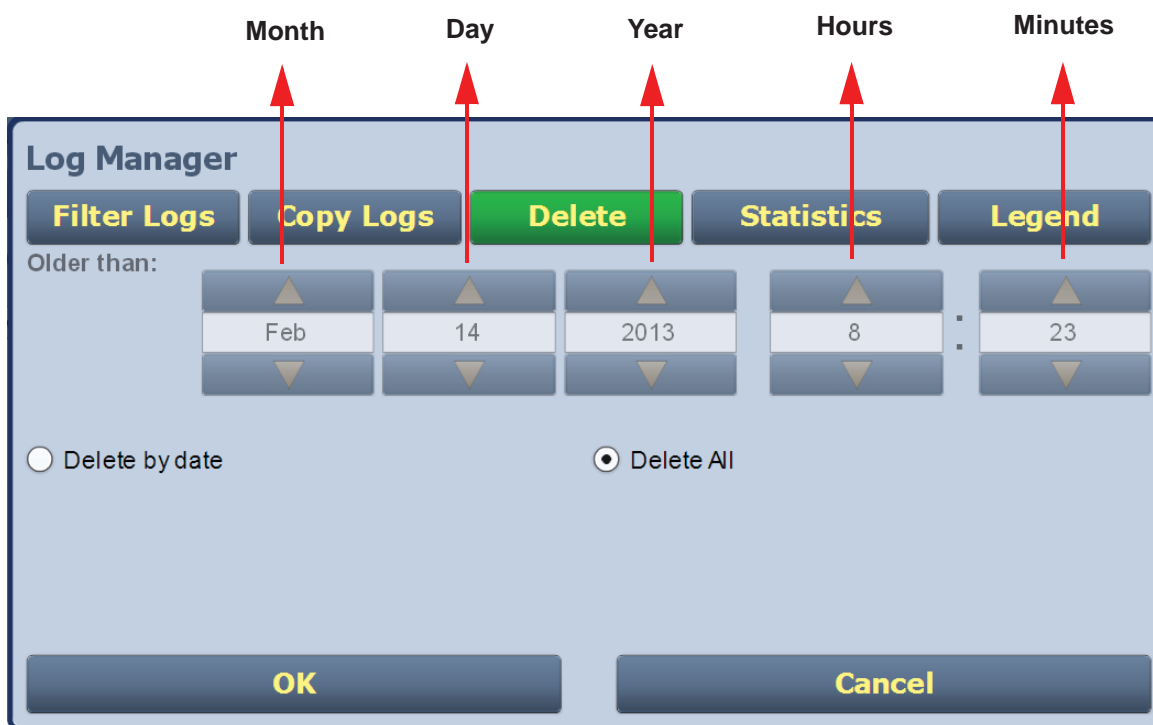 Month Day Year Hours Minutes
Log Manager
Filter Logs Copy Logs Delete Statistics Legend
Older than:
Feb 14 2013 8 : 23
Delete by date Delete All
OK Cancel